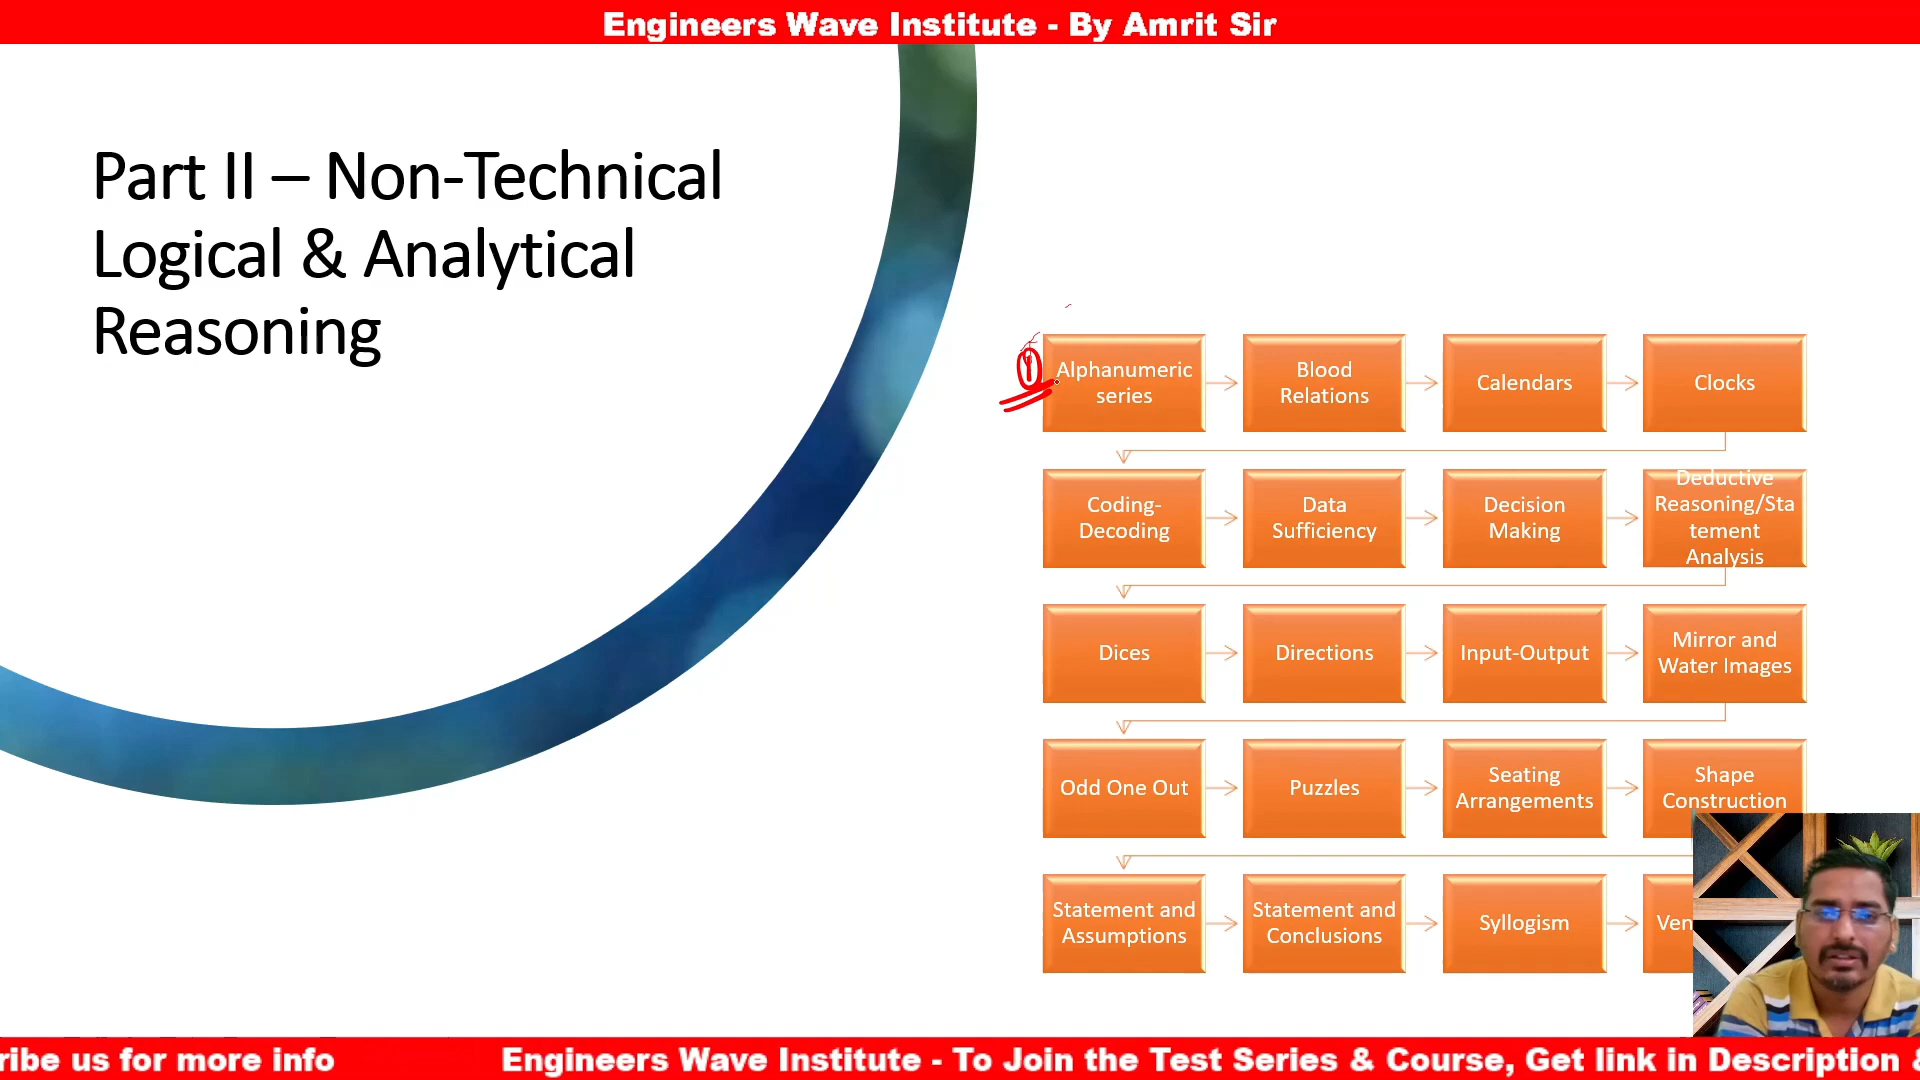 Engineers Wave Institute - By Amrit Sir
Part II – Non-Technical
Logical & Analytical
Reasoning
Alphanumeric
series
Blood
Relations
Calendars
Clocks
Coding-
Decoding
Data
Sufficiency
Decision
Making
Deductive
Reasoning/Sta
tement
Analysis
Dices
Directions
Input-Output
Mirror and
Water Images
Odd One Out
Puzzles
Seating
Arrangements
Shape
Construction
Statement and
Assumptions
Statement and
Conclusions
Syllogism
Ven
ribe us for more info Engineers Wave Institute - To Join the Test Series & Course, Get link in Description &